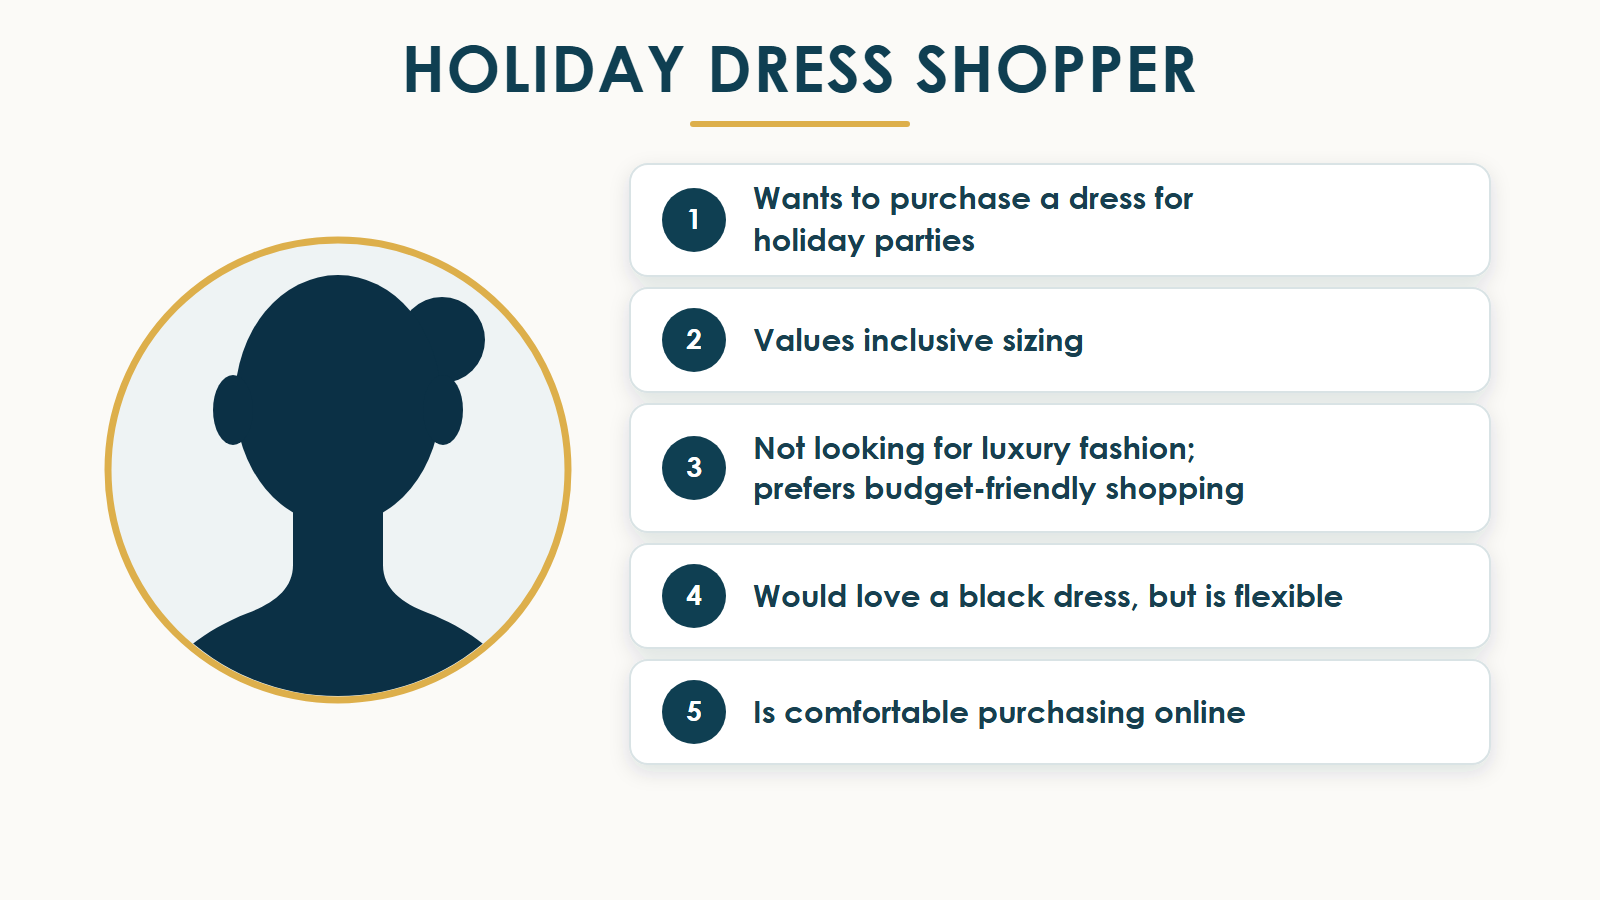 HOLIDAY DRESS SHOPPER
1
Wants to purchase a dress for
holiday parties
2
Values inclusive sizing
3
Not looking for luxury fashion;
prefers budget-friendly shopping
4
Would love a black dress, but is flexible
5
Is comfortable purchasing online